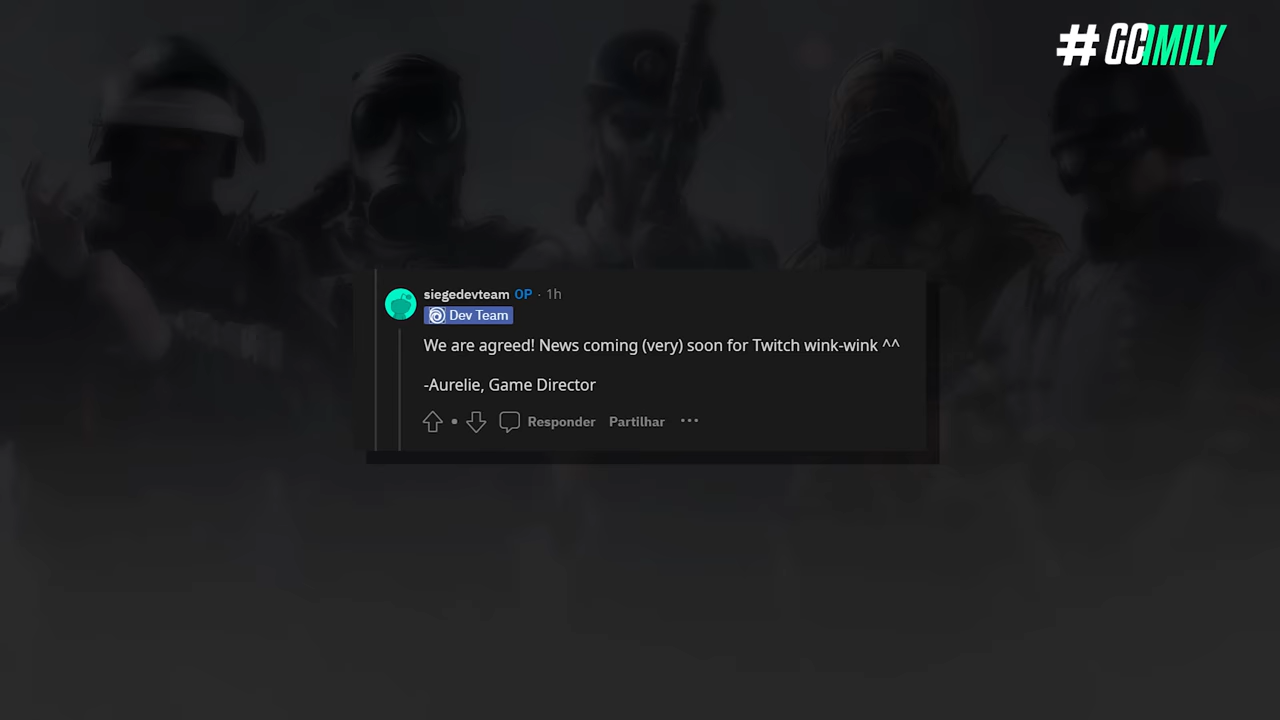 #GCIMILY
siegedevteam OP · 1h
Dev Team
We are agreed! News coming (very) soon for Twitch wink-wink ^^
-Aurelie, Game Director
Responder Partilhar ···